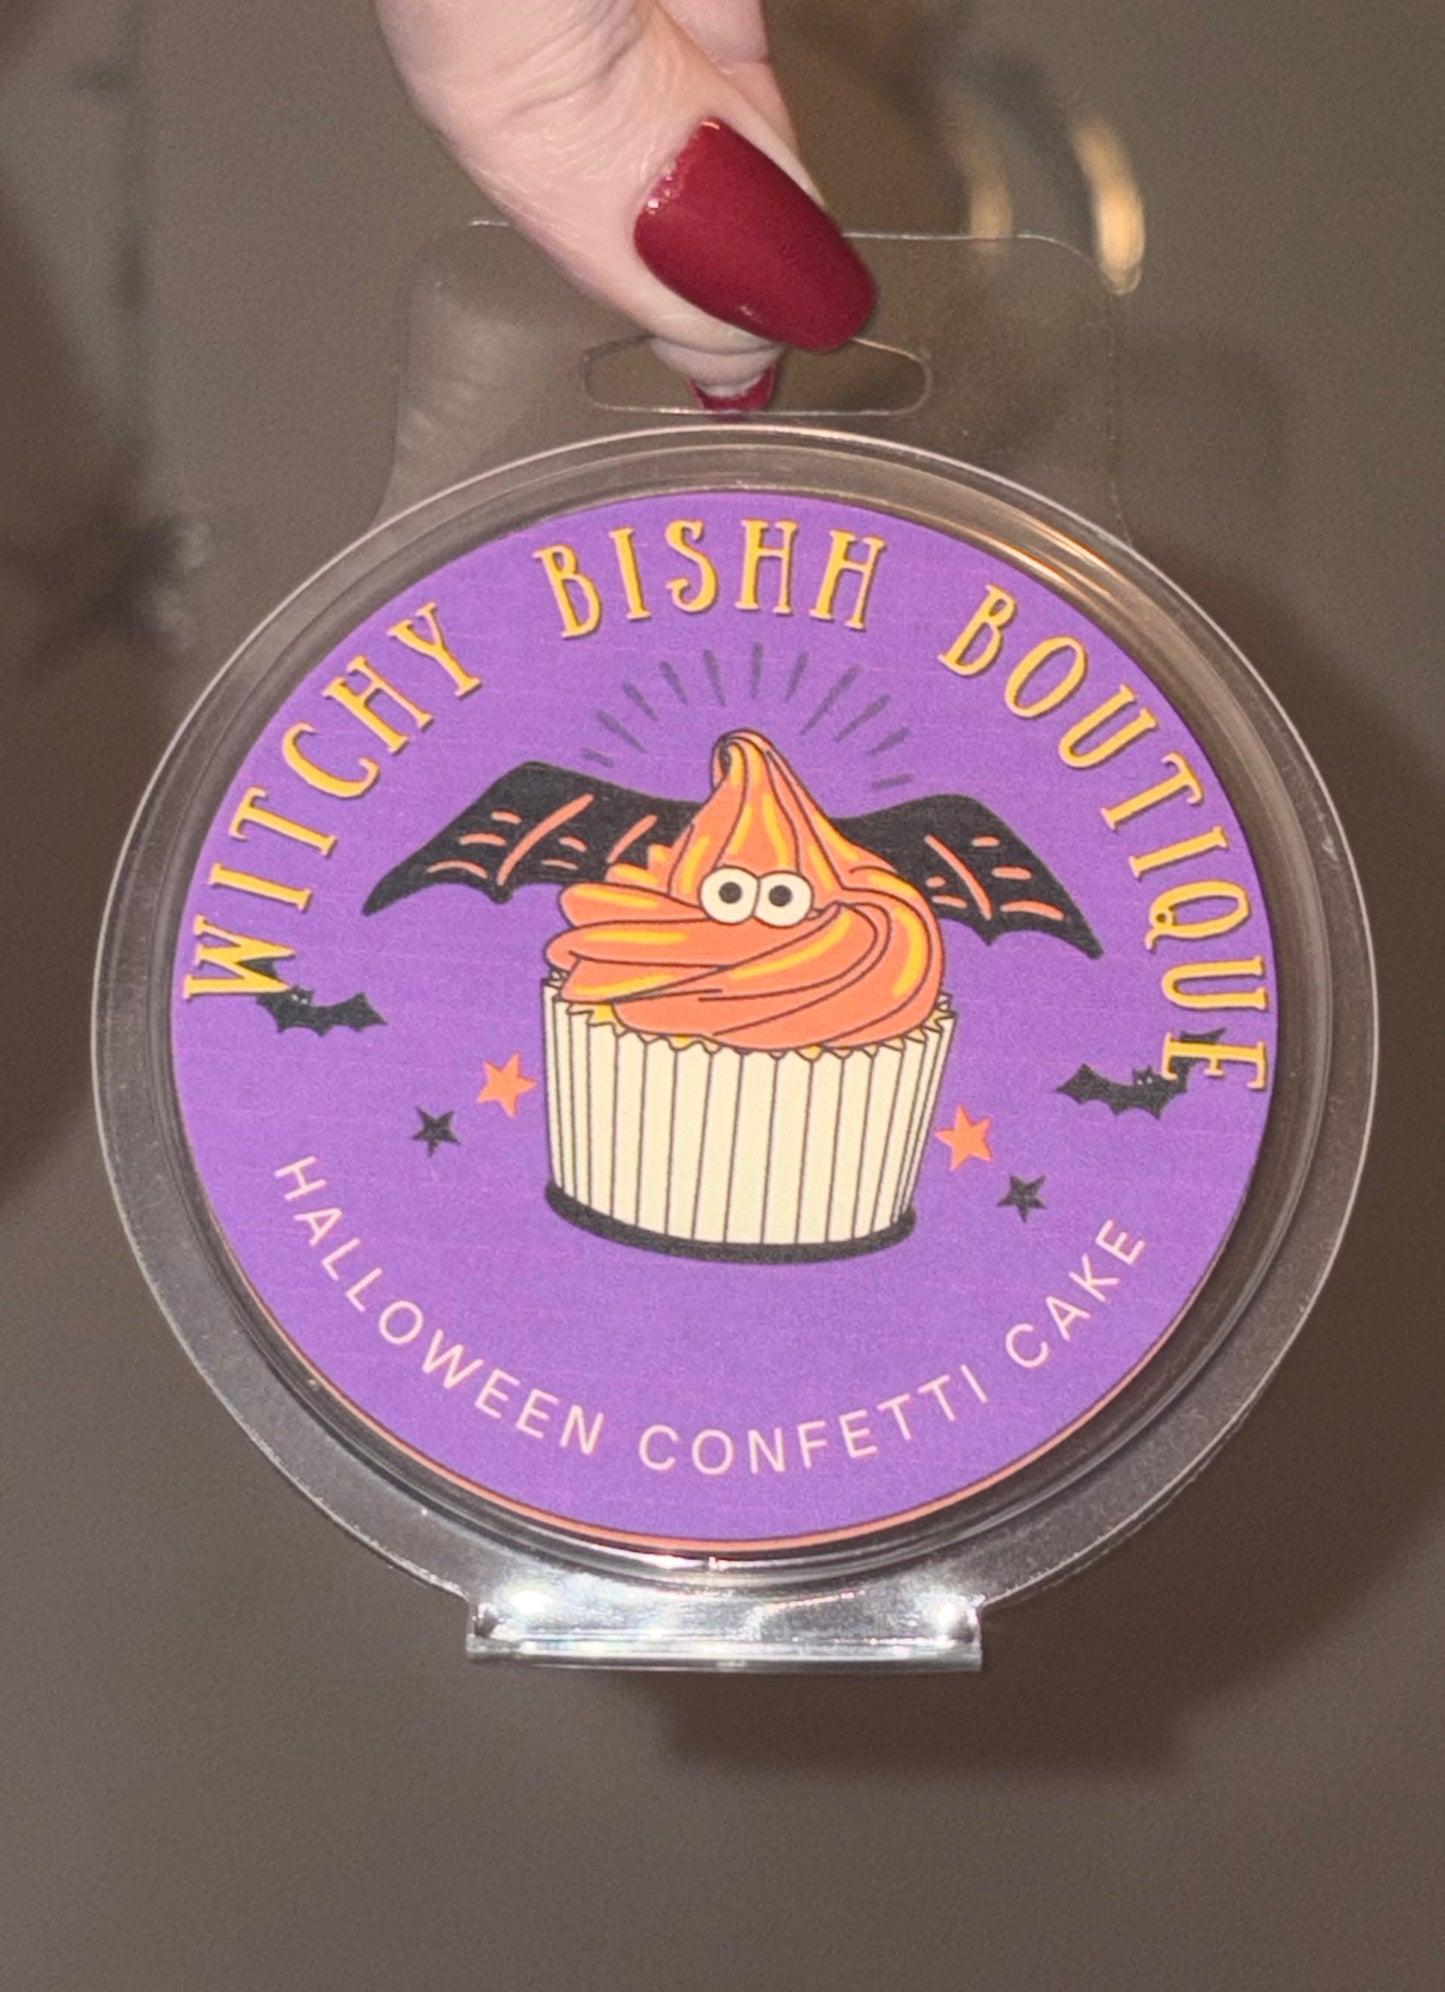 WITCHY BISHH BOUTIQUE
HALLOWEEN CONFETTI CAKE